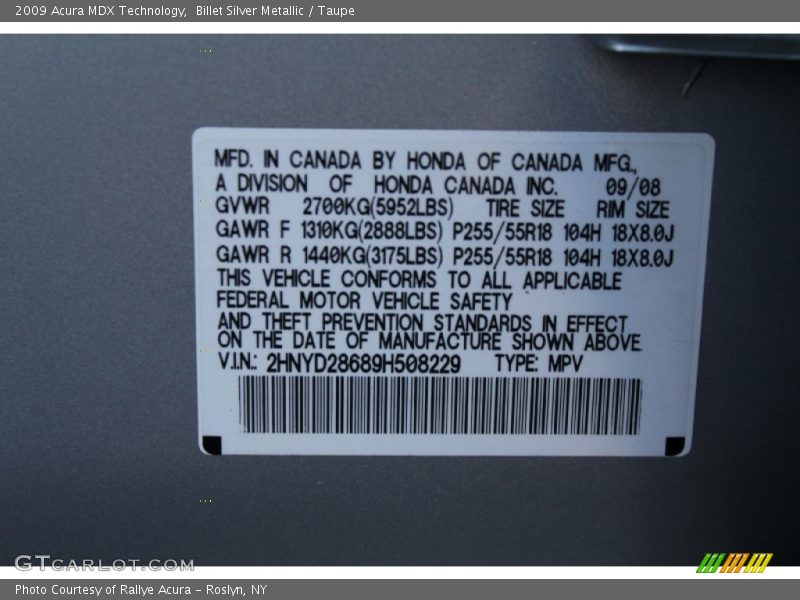 2009 Acura MDX Technology,  Billet Silver Metallic / Taupe
MFD. IN CANADA BY HONDA OF CANADA MFG.,
A DIVISION OF HONDA CANADA INC. 09/08
GVWR 2700KG(5952LBS) TIRE SIZE RIM SIZE
GAWR F 1310KG(2888LBS) P255/55R18 104H 18X8.0J
GAWR R 1440KG(3175LBS) P255/55R18 104H 18X8.0J
THIS VEHICLE CONFORMS TO ALL APPLICABLE
FEDERAL MOTOR VEHICLE SAFETY
AND THEFT PREVENTION STANDARDS IN EFFECT
ON THE DATE OF MANUFACTURE SHOWN ABOVE.
V.I.N.: 2HNYD28689H508229 TYPE: MPV
GTCARLOT.COM
Photo Courtesy of Rallye Acura - Roslyn, NY